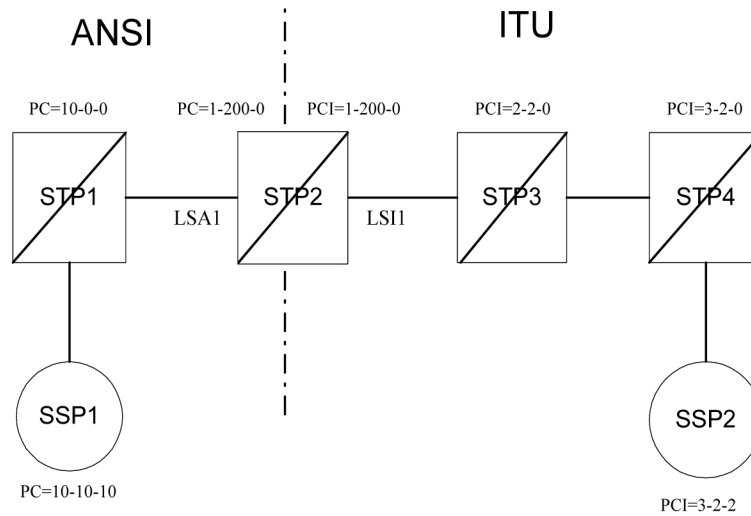 ANSI
ITU
PC=10-0-0
PC=1-200-0
PCI=1-200-0
PCI=2-2-0
PCI=3-2-0
STP1
STP2
STP3
STP4
LSA1
LSI1
SSP1
SSP2
PC=10-10-10
PCI=3-2-2